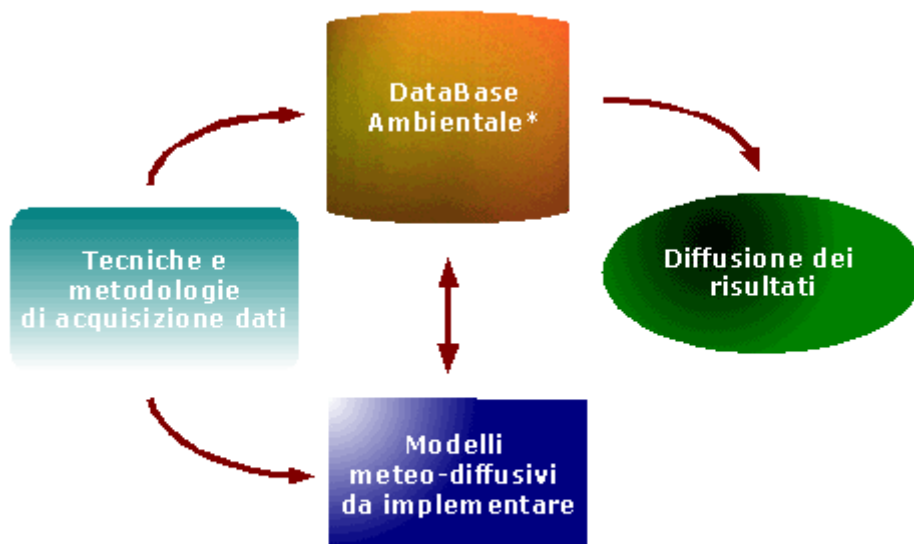 DataBase
Ambientale*
Tecniche e
metodologie
di acquisizione dati
Diffusione dei
risultati
Modelli
meteo-diffusivi
da implementare